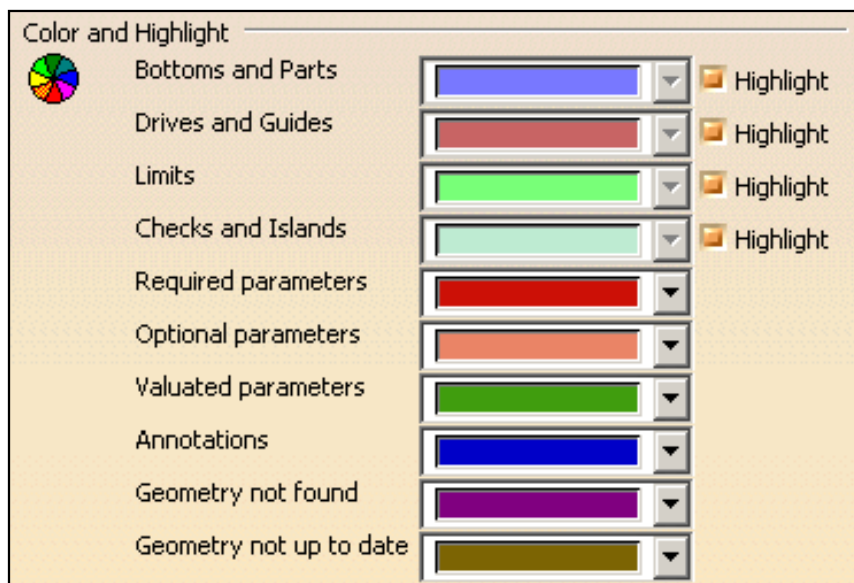 Color and Highlight
Bottoms and Parts Highlight
Drives and Guides Highlight
Limits Highlight
Checks and Islands Highlight
Required parameters
Optional parameters
Valuated parameters
Annotations
Geometry not found
Geometry not up to date